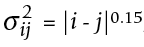 σ²ᵢⱼ = |i - j|⁰·¹⁵